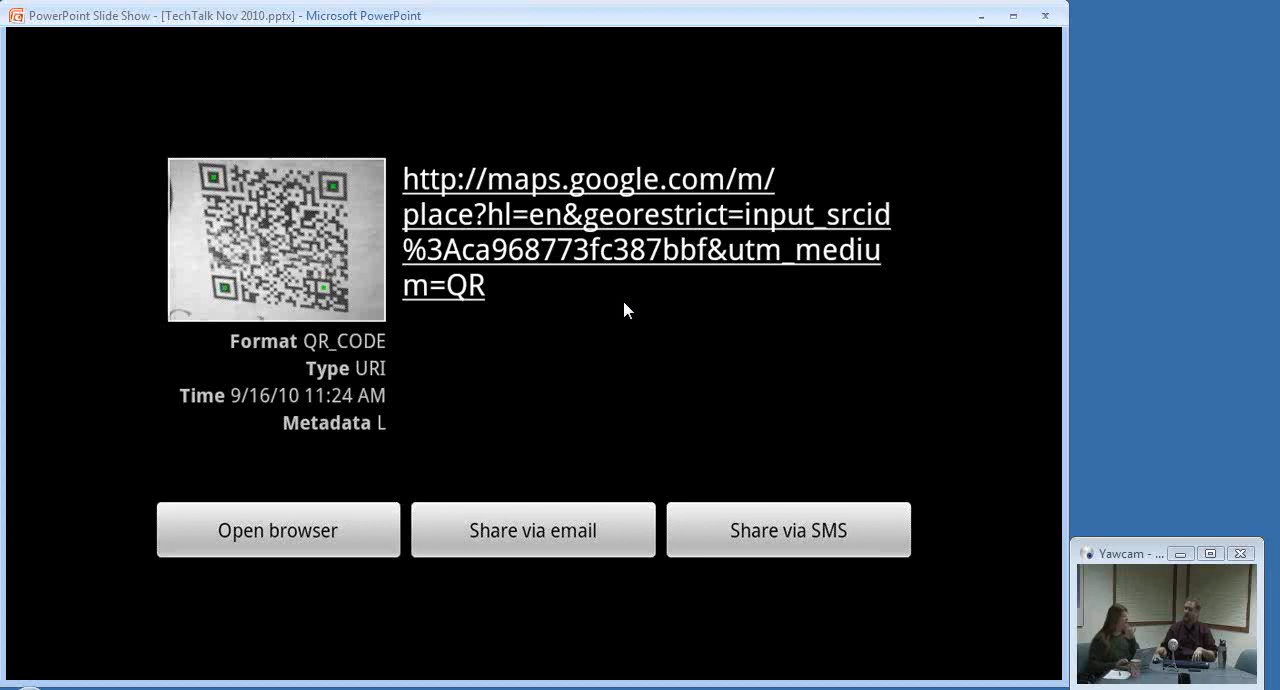 PowerPoint Slide Show - [TechTalk Nov 2010.pptx] - Microsoft PowerPoint
http://maps.google.com/m/
place?hl=en&georestrict=input_srcid
%3Aca968773fc387bbf&utm_mediu
m=QR
Format QR_CODE
Type URI
Time 9/16/10 11:24 AM
Metadata L
Open browser
Share via email
Share via SMS
Yawcam - ...